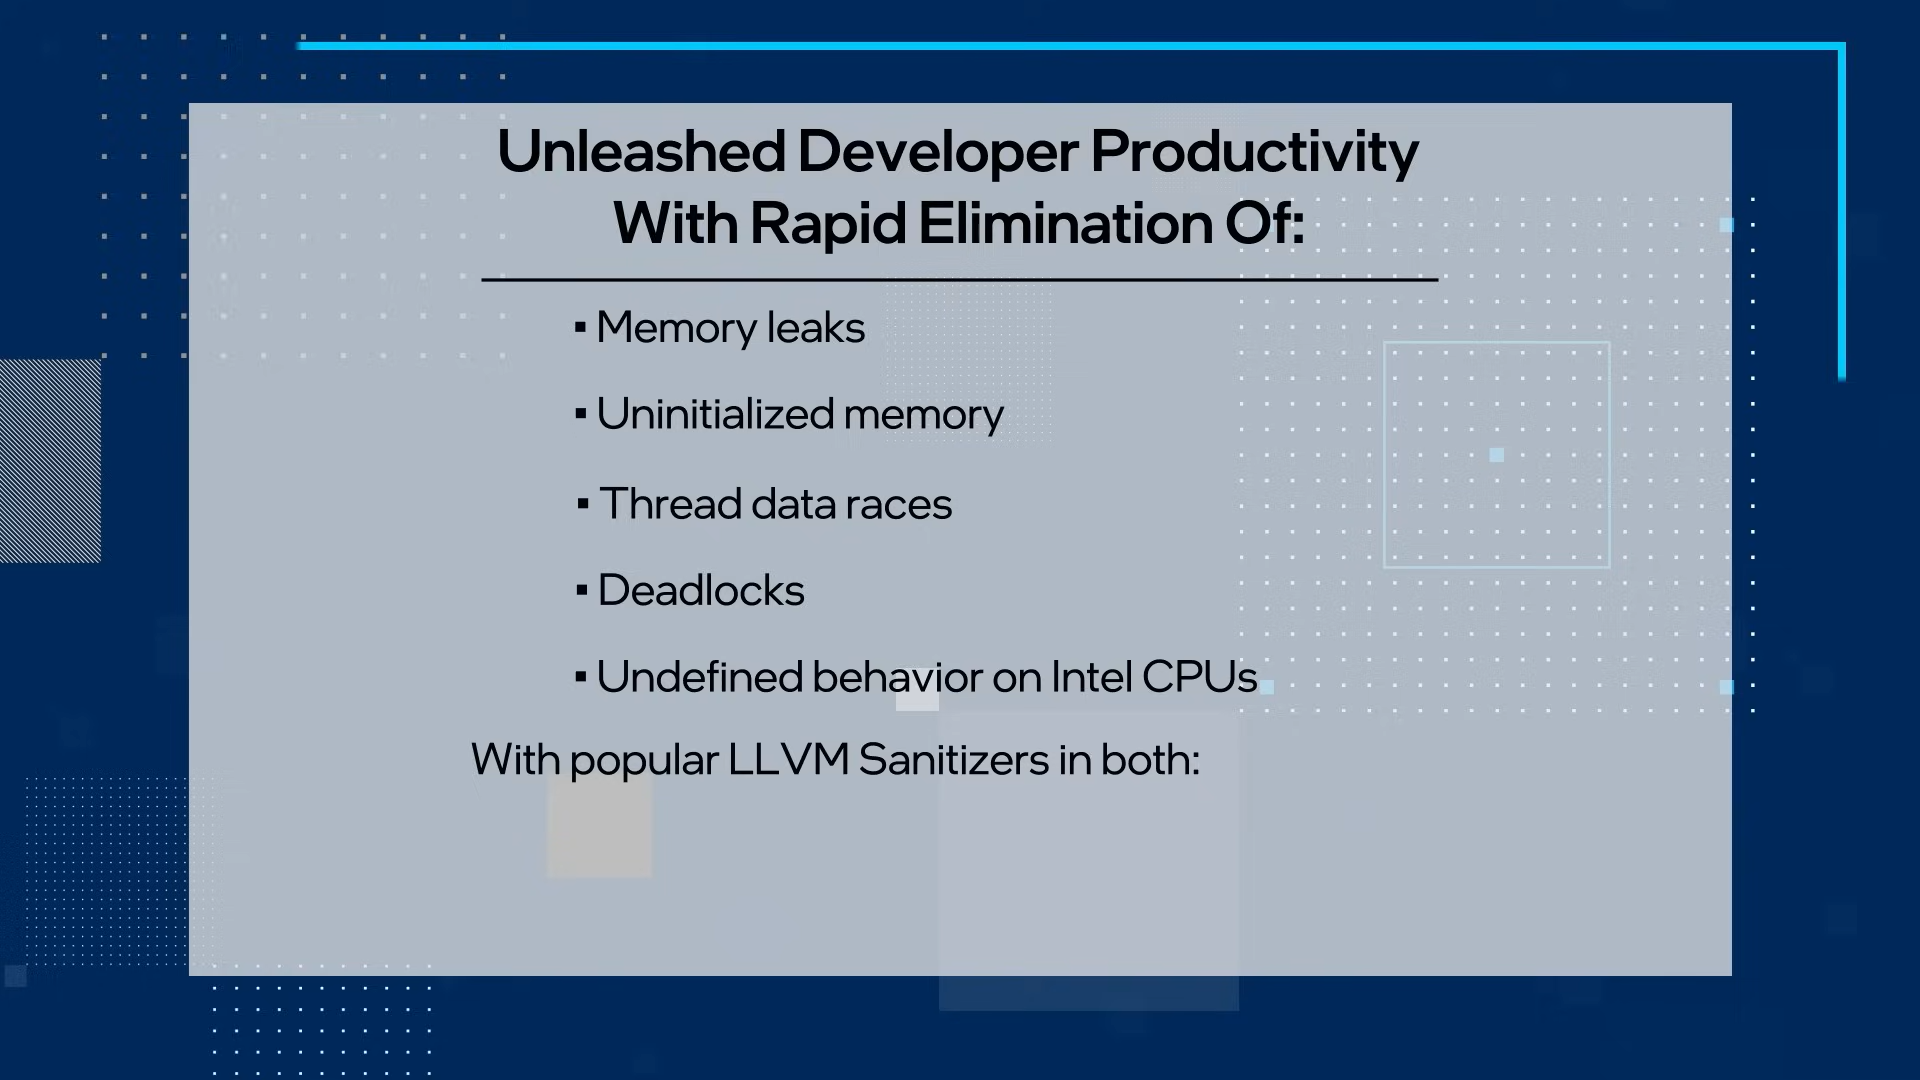 Unleashed Developer Productivity
With Rapid Elimination Of:
▪ Memory leaks
▪ Uninitialized memory
▪ Thread data races
▪ Deadlocks
▪ Undefined behavior on Intel CPUs
With popular LLVM Sanitizers in both: